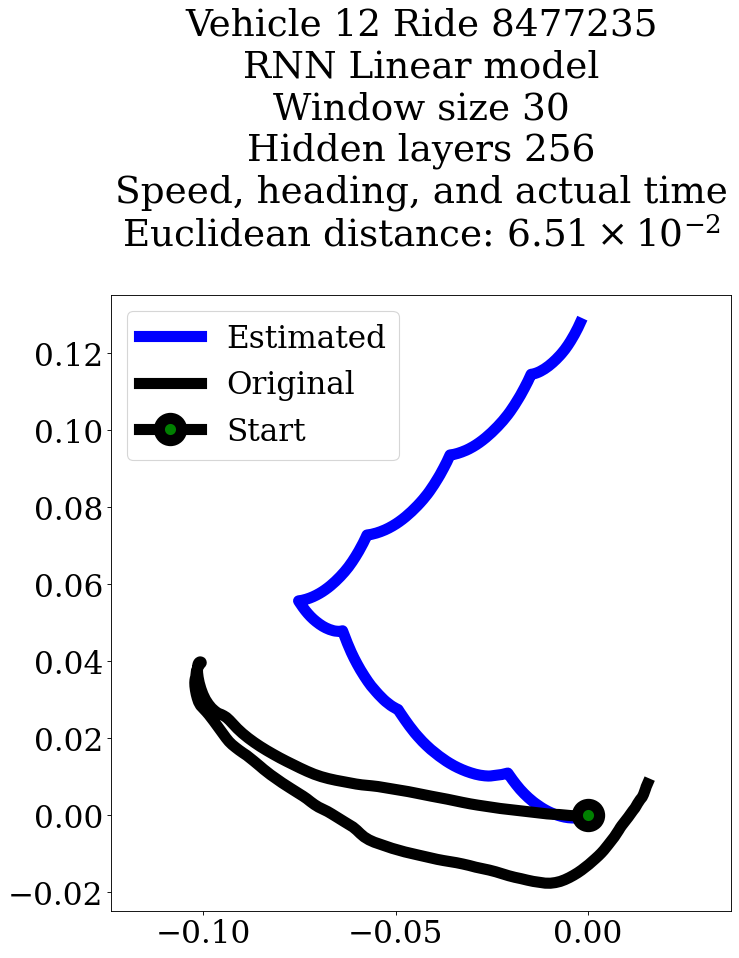 Vehicle 12 Ride 8477235
RNN Linear model
Window size 30
Hidden layers 256
Speed, heading, and actual time
Euclidean distance: 6.51 × 10⁻²
Estimated
Original
Start
0.12
0.10
0.08
0.06
0.04
0.02
0.00
−0.02
−0.10
−0.05
0.00